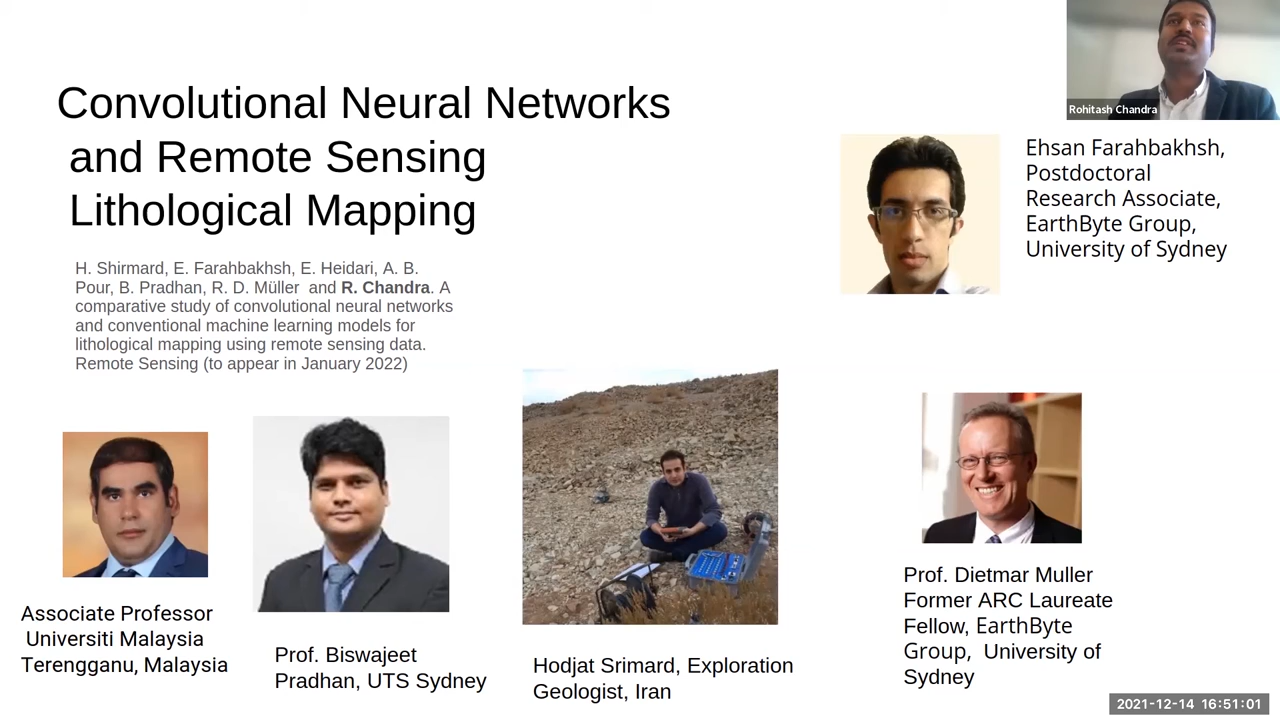 Convolutional Neural Networks
and Remote Sensing
Lithological Mapping
H. Shirmard, E. Farahbakhsh, E. Heidari, A. B.
Pour, B. Pradhan, R. D. Müller and R. Chandra. A
comparative study of convolutional neural networks
and conventional machine learning models for
lithological mapping using remote sensing data.
Remote Sensing (to appear in January 2022)
Rohitash Chandra
Ehsan Farahbakhsh,
Postdoctoral
Research Associate,
EarthByte Group,
University of Sydney
Associate Professor
Universiti Malaysia
Terengganu, Malaysia
Prof. Biswajeet
Pradhan, UTS Sydney
Hodjat Srimard, Exploration
Geologist, Iran
Prof. Dietmar Muller
Former ARC Laureate
Fellow, EarthByte
Group, University of
Sydney
2021-12-14 16:51:01